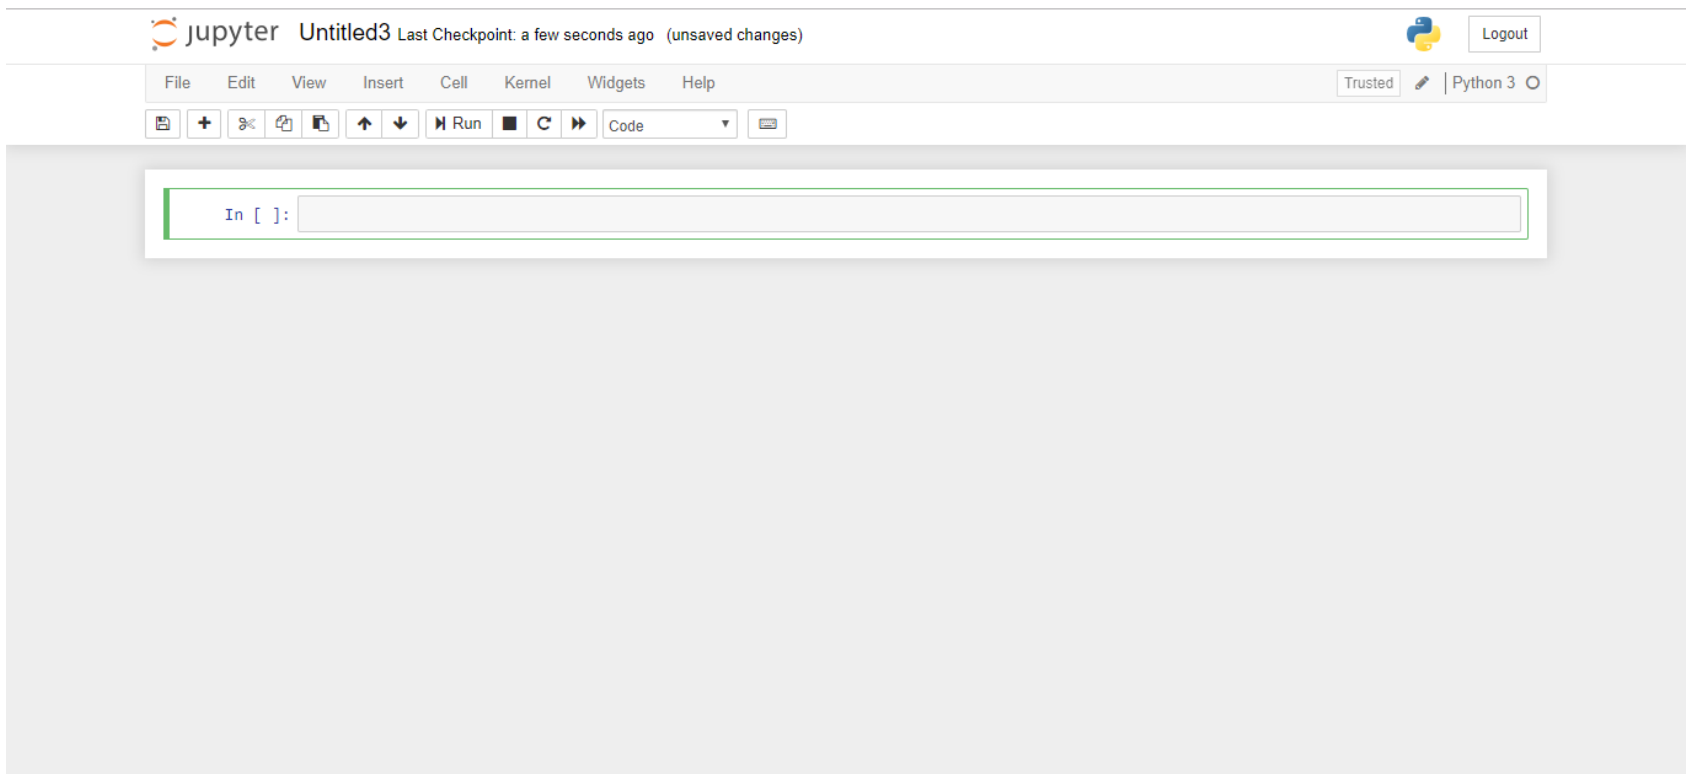 jupyter Untitled3 Last Checkpoint: a few seconds ago (unsaved changes) Logout
File Edit View Insert Cell Kernel Widgets Help Trusted Python 3
Run Code
In [ ]: